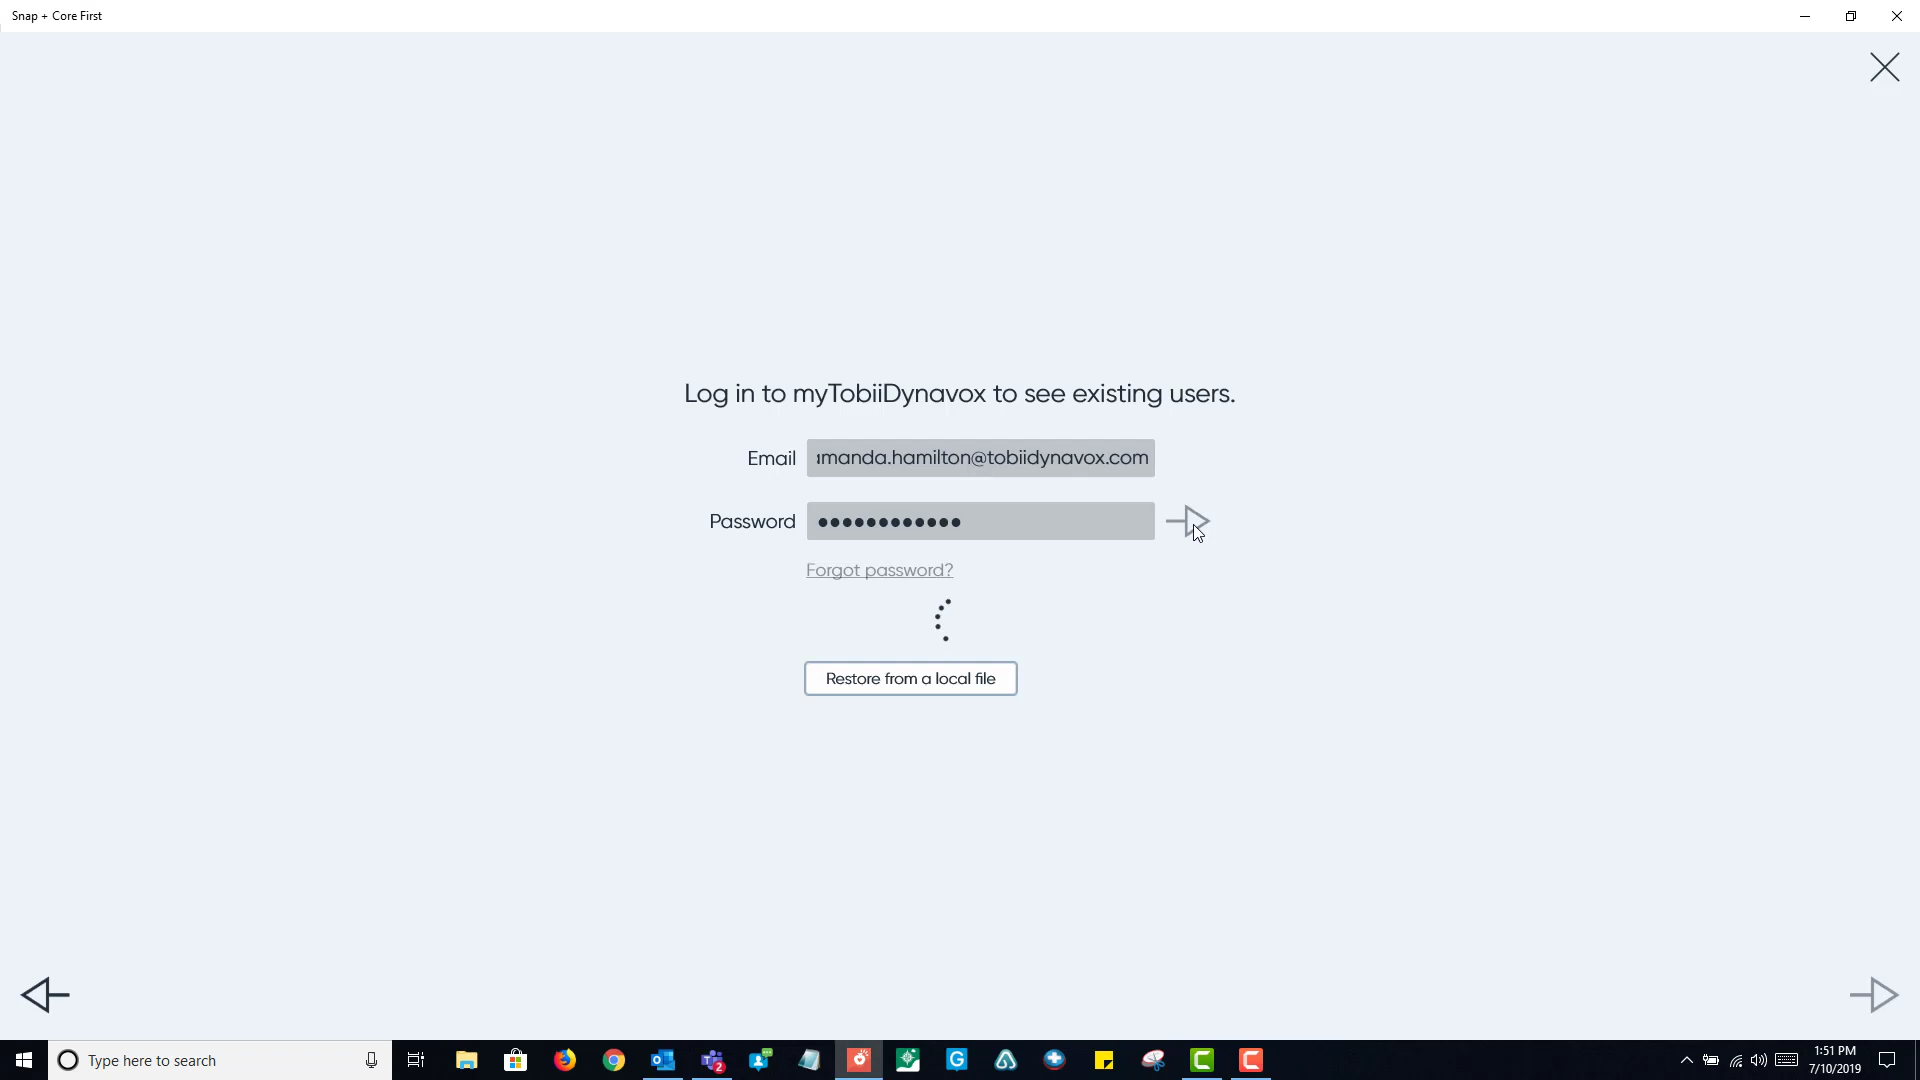 Snap + Core First
Log in to myTobiiDynavox to see existing users.
Email
manda.hamilton@tobiidynavox.com
Password
●●●●●●●●●●●●
Forgot password?
Restore from a local file
Type here to search
2
G
1:51 PM
7/10/2019